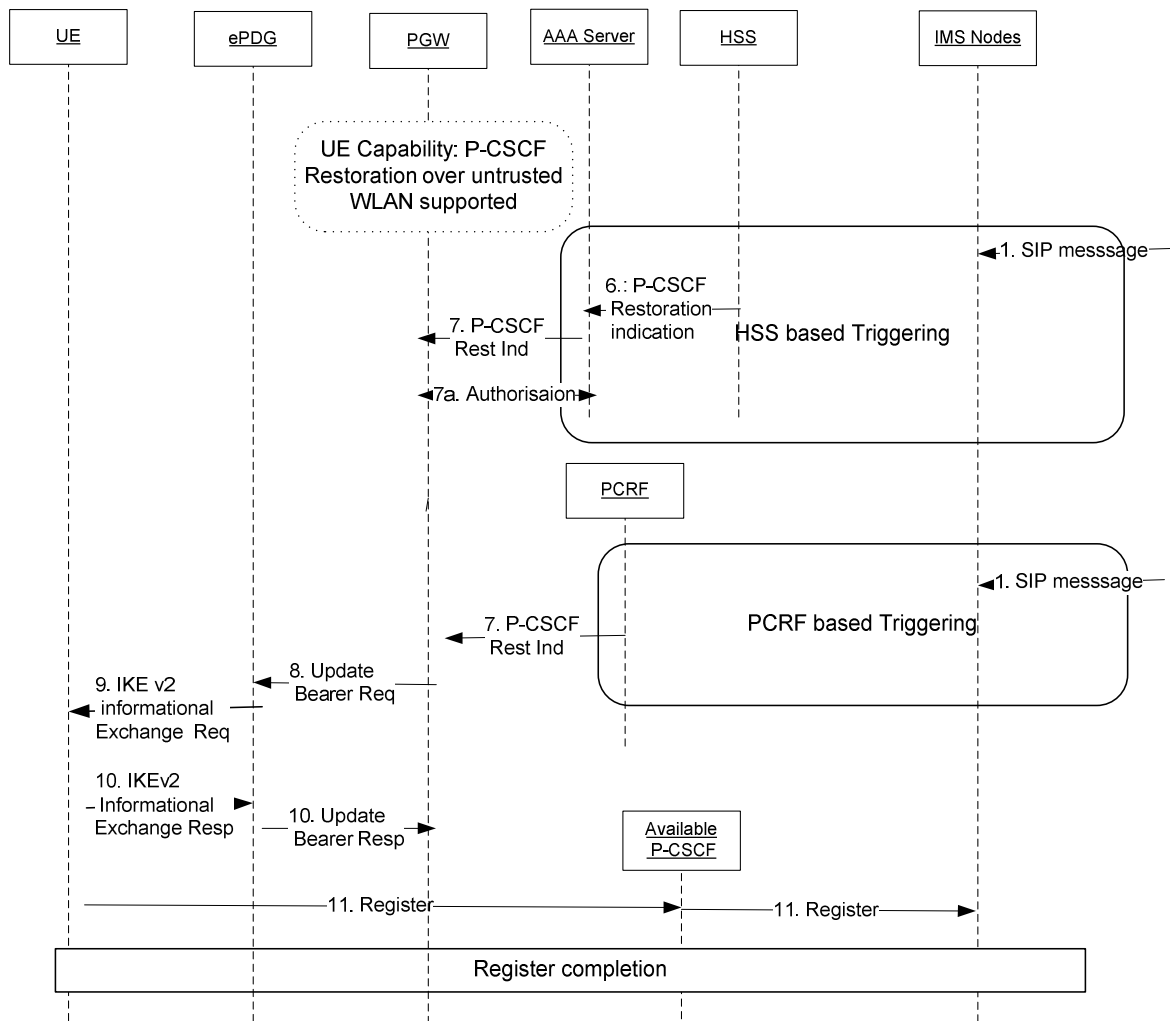 UE
ePDG
PGW
AAA Server
HSS
IMS Nodes
UE Capability: P-CSCF
Restoration over untrusted
WLAN supported
1. SIP messsage
6.: P-CSCF
Restoration
indication
HSS based Triggering
7. P-CSCF
Rest Ind
7a. Authorisaion
PCRF
1. SIP messsage
PCRF based Triggering
7. P-CSCF
Rest Ind
8. Update
Bearer Req
9. IKE v2
informational
Exchange Req
10. IKEv2
Informational
Exchange Resp
10. Update
Bearer Resp
Available
P-CSCF
11. Register
11. Register
Register completion